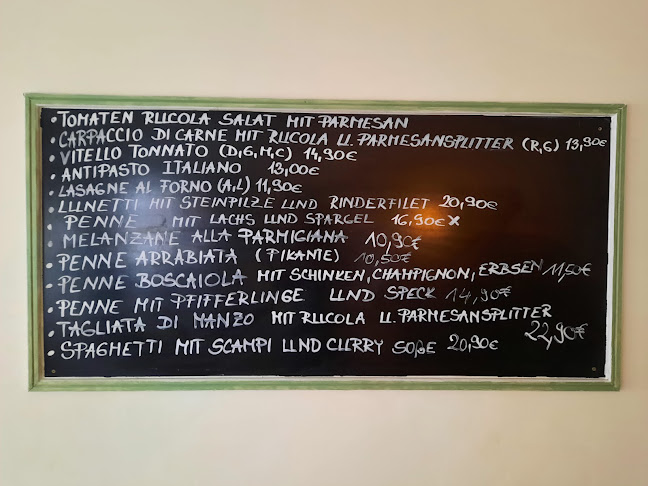 • TOMATEN RUCOLA SALAT MIT PARMESAN
• CARPACCIO DI CARNE MIT RUCOLA U. PARMESANSPLITTER (R,G) 13,90€
• VITELLO TONNATO (D,G,M,C) 14,90€
• ANTIPASTO ITALIANO 13,00€
• LASAGNE AL FORNO (A,L) 11,90€
• LUNETTI MIT STEINPILZE UND RINDERFILET 20,90€
• PENNE MIT LACHS UND SPARGEL 16,90€ X
• MELANZANE ALLA PARMIGIANA 10,90€
• PENNE ARRABIATA (PIKANTE) 10,50€
• PENNE BOSCAIOLA MIT SCHINKEN, CHAMPIGNON, ERBSEN 11,50€
• PENNE MIT PFIFFERLINGE UND SPECK 14,90€
• TAGLIATA DI MANZO MIT RUCOLA U. PARMESANSPLITTER 22,90€
• SPAGHETTI MIT SCAMPI UND CURRY SOßE 20,90€